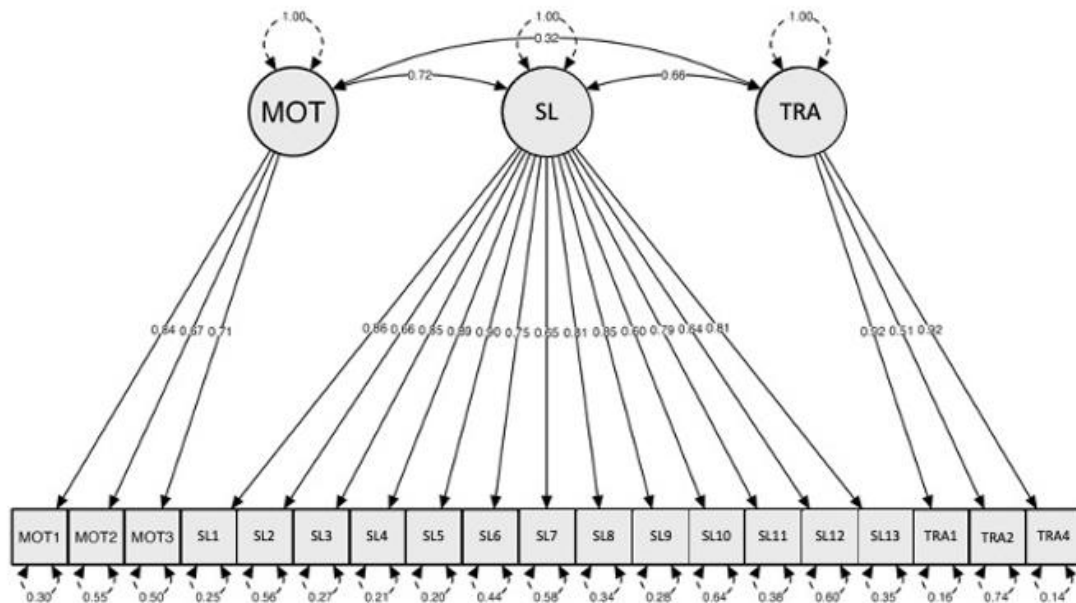 1.00 1.00 1.00
0.32
0.72 0.66
MOT SL TRA
0.84 0.67 0.71 0.86 0.66 0.85 0.89 0.90 0.75 0.65 0.81 0.85 0.60 0.79 0.64 0.81 0.92 0.51 0.92
MOT1 MOT2 MOT3 SL1 SL2 SL3 SL4 SL5 SL6 SL7 SL8 SL9 SL10 SL11 SL12 SL13 TRA1 TRA2 TRA4
0.30 0.55 0.50 0.25 0.56 0.27 0.21 0.20 0.44 0.58 0.34 0.28 0.64 0.38 0.60 0.35 0.16 0.74 0.14